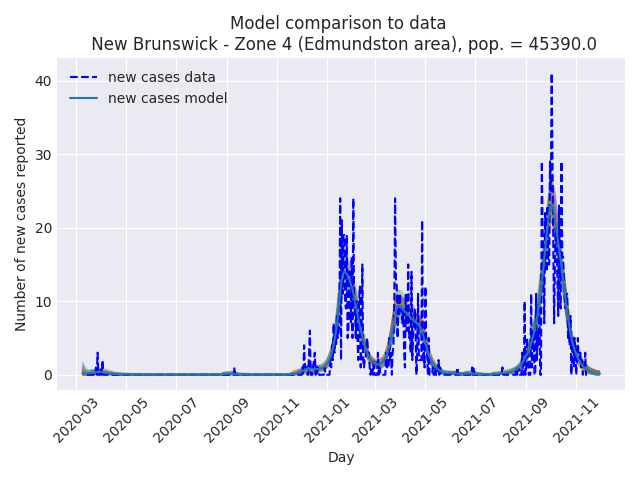 Model comparison to data
New Brunswick - Zone 4 (Edmundston area), pop. = 45390.0
new cases data
new cases model
Number of new cases reported
40
30
20
10
0
2020-03
2020-05
2020-07
2020-09
2020-11
2021-01
2021-03
2021-05
2021-07
2021-09
2021-11
Day